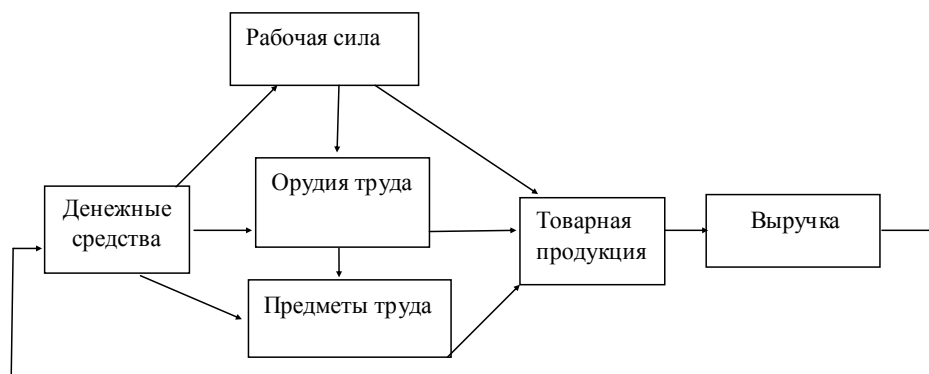 Рабочая сила
Орудия труда
Денежные
средства
Товарная
продукция
Выручка
Предметы труда